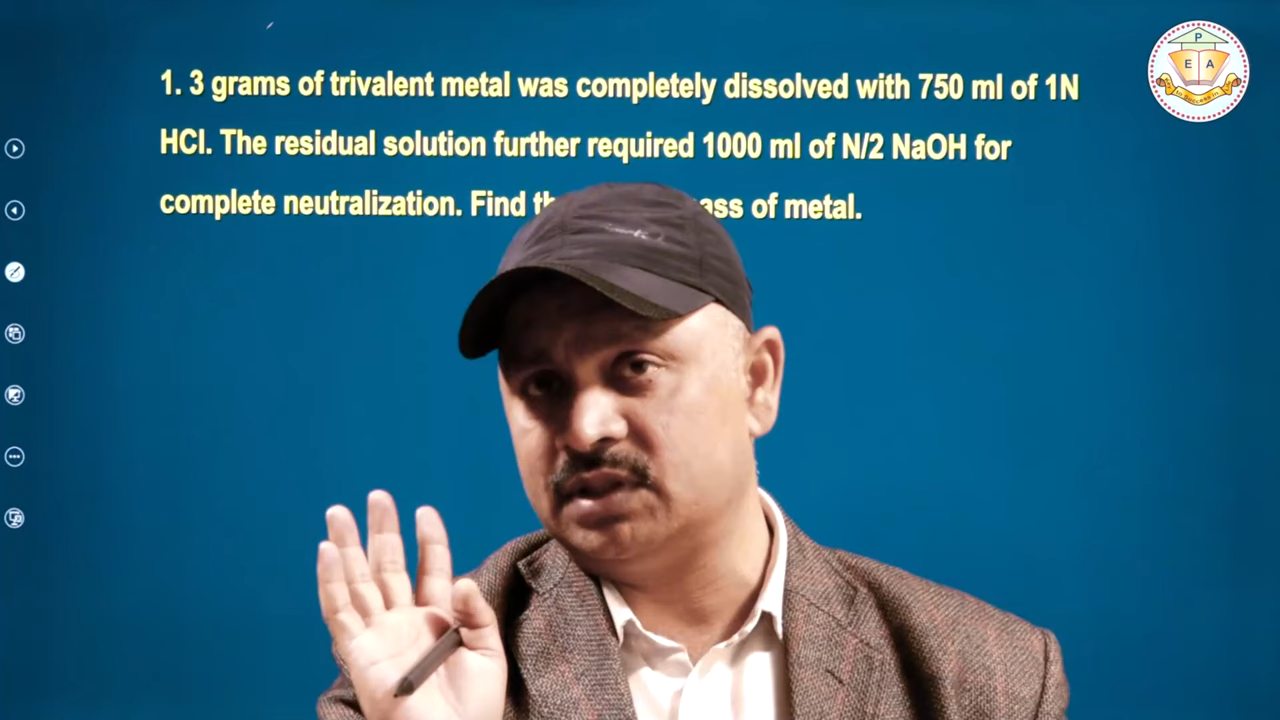 1. 3 grams of trivalent metal was completely dissolved with 750 ml of 1N
HCl. The residual solution further required 1000 ml of N/2 NaOH for
complete neutralization. Find of metal.
P
E A